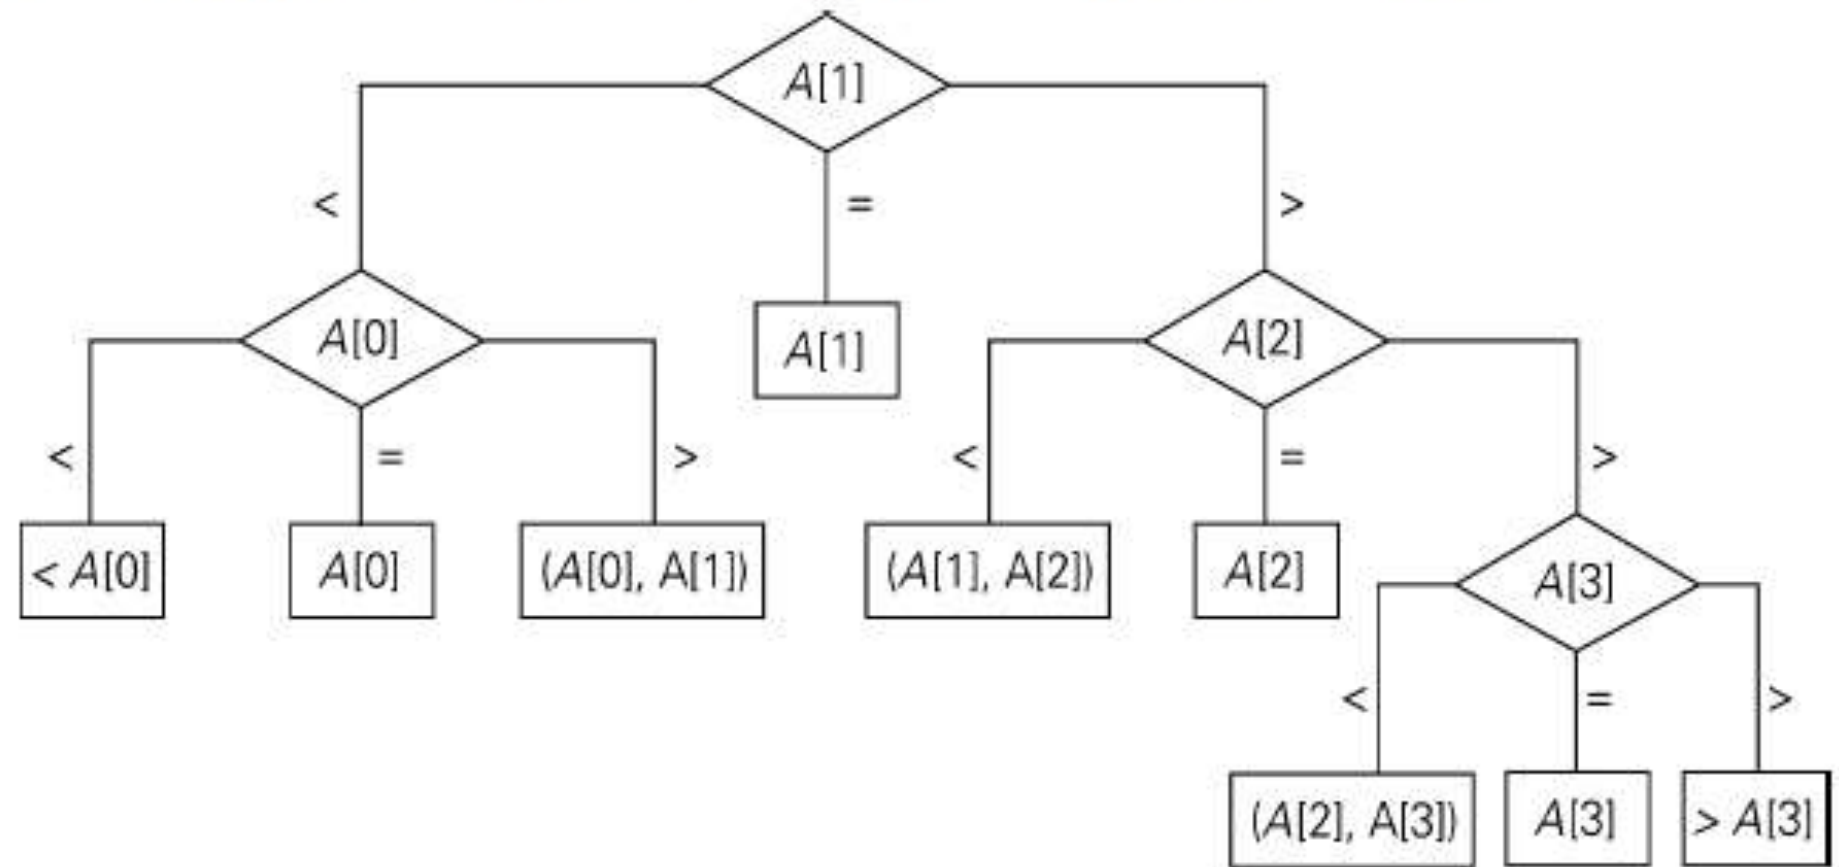 A[1]
< = >
A[0] A[1] A[2]
< = > < = >
< A[0] A[0] (A[0], A[1]) (A[1], A[2]) A[2] A[3]
< = >
(A[2], A[3]) A[3] > A[3]